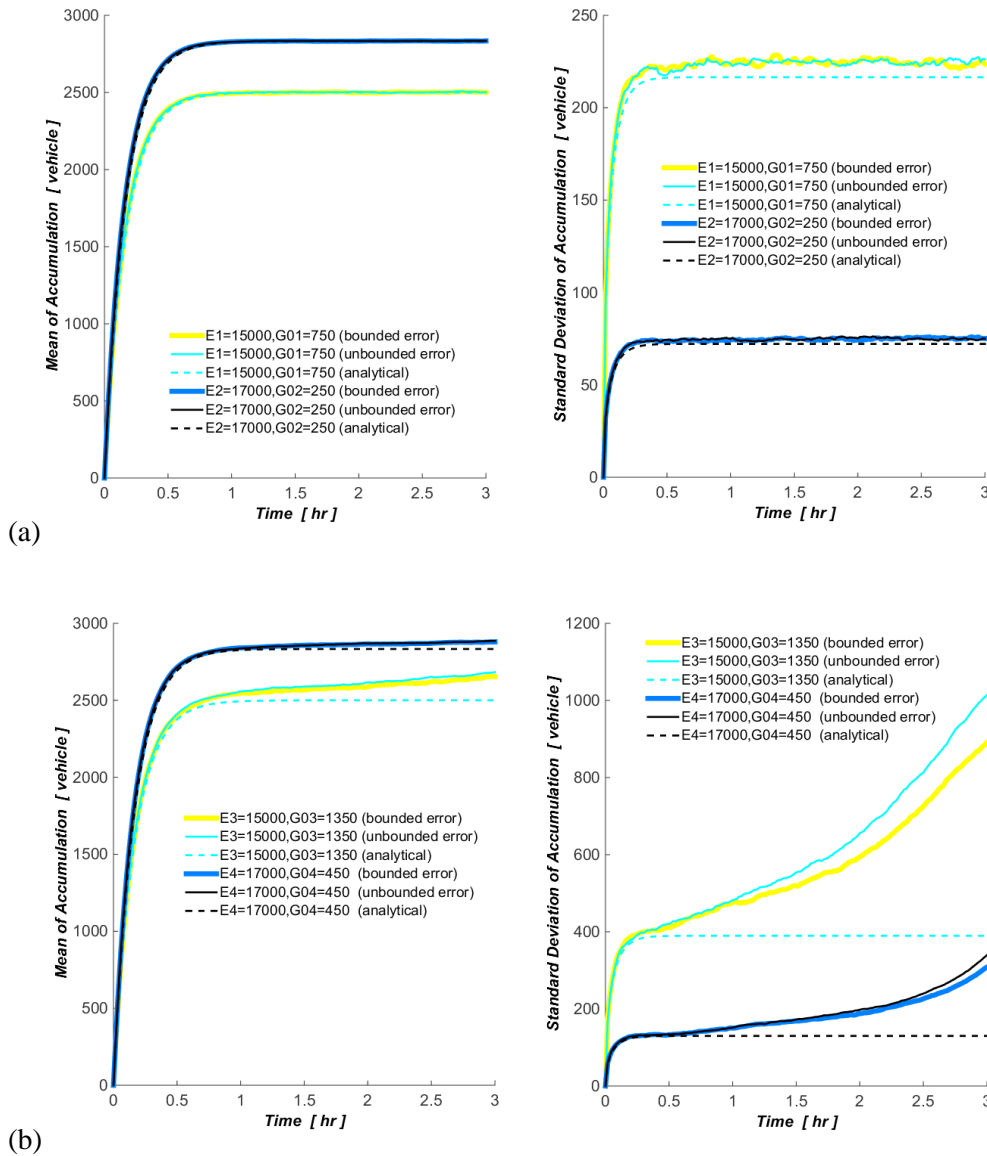 3000
2500
2000
1500
1000
500
0
Mean of Accumulation [ vehicle ]
E1=15000,G01=750 (bounded error)
E1=15000,G01=750 (unbounded error)
E1=15000,G01=750 (analytical)
E2=17000,G02=250 (bounded error)
E2=17000,G02=250 (unbounded error)
E2=17000,G02=250 (analytical)
0 0.5 1 1.5 2 2.5 3
Time [ hr ]
250
200
150
100
50
0
Standard Deviation of Accumulation [ vehicle ]
E1=15000,G01=750 (bounded error)
E1=15000,G01=750 (unbounded error)
E1=15000,G01=750 (analytical)
E2=17000,G02=250 (bounded error)
E2=17000,G02=250 (unbounded error)
E2=17000,G02=250 (analytical)
0 0.5 1 1.5 2 2.5 3
Time [ hr ]
(a)
3000
2500
2000
1500
1000
500
0
Mean of Accumulation [ vehicle ]
E3=15000,G03=1350 (bounded error)
E3=15000,G03=1350 (unbounded error)
E3=15000,G03=1350 (analytical)
E4=17000,G04=450 (bounded error)
E4=17000,G04=450 (unbounded error)
E4=17000,G04=450 (analytical)
0 0.5 1 1.5 2 2.5 3
Time [ hr ]
1200
1000
800
600
400
200
0
Standard Deviation of Accumulation [ vehicle ]
E3=15000,G03=1350 (bounded error)
E3=15000,G03=1350 (unbounded error)
E3=15000,G03=1350 (analytical)
E4=17000,G04=450 (bounded error)
E4=17000,G04=450 (unbounded error)
E4=17000,G04=450 (analytical)
0 0.5 1 1.5 2 2.5 3
Time [ hr ]
(b)